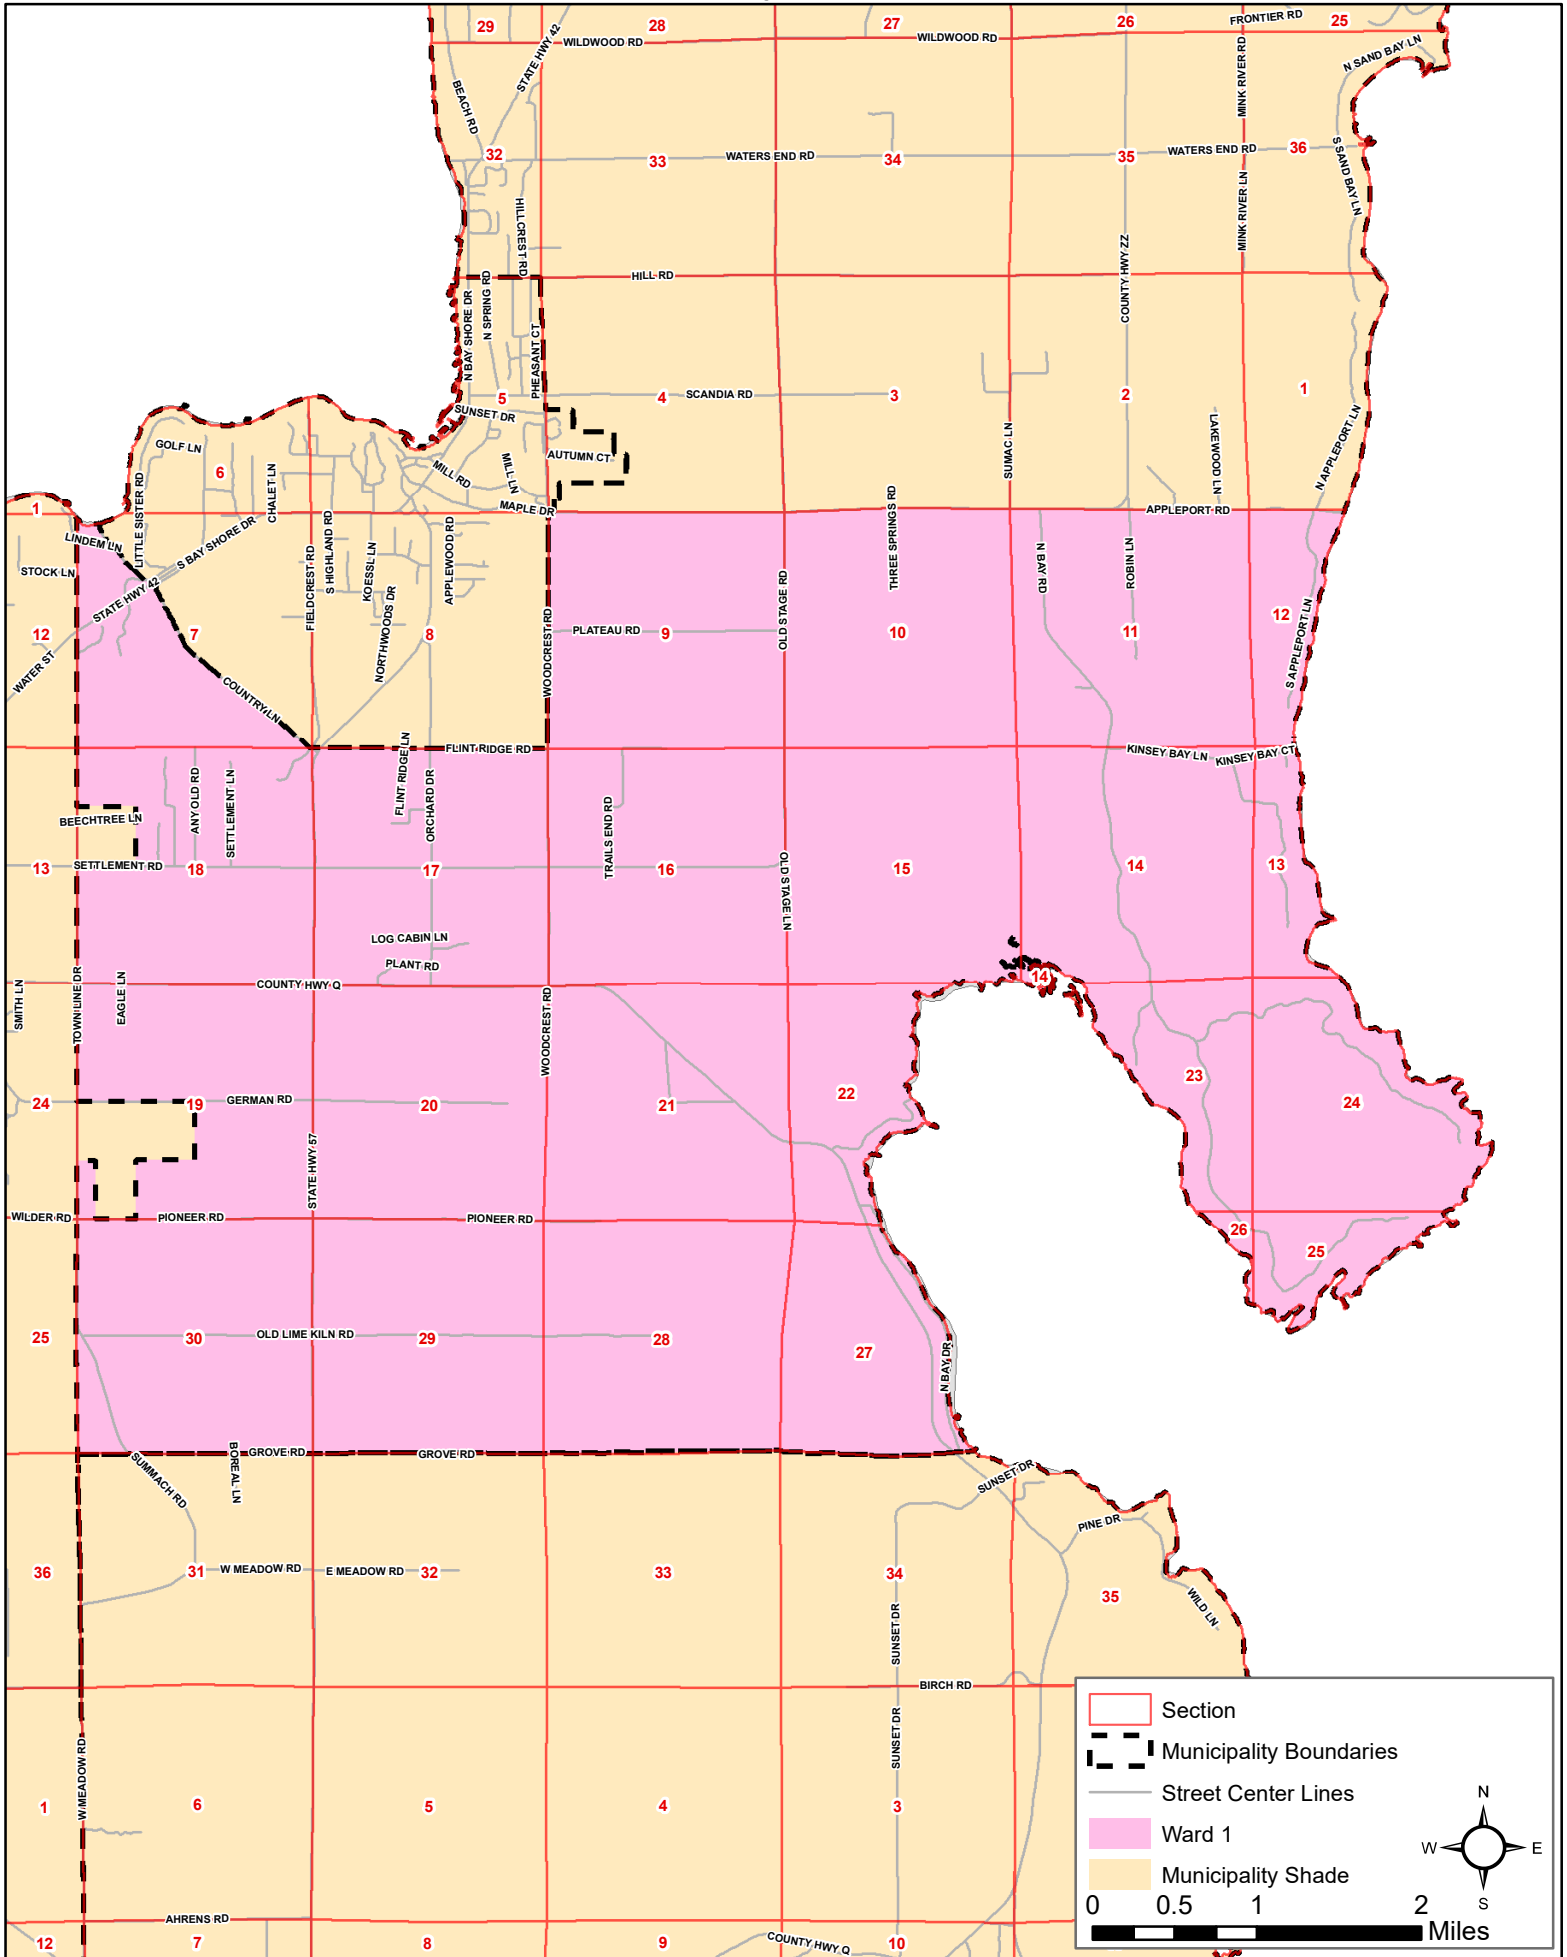 29
28
27
26
FRONTIER RD
25
WILDWOOD RD
WILDWOOD RD
STATE HWY 42
N SAND BAY LN
BEACH RD
MINK RIVER RD
32
33
WATERS END RD
34
35
WATERS END RD
36
S SAND BAY LN
HILLCREST RD
MINK RIVER LN
COUNTY HWY ZZ
HILL RD
N BAY SHORE DR
N SPRING RD
PHEASANT CT
5
4
SCANDIA RD
3
2
1
SUNSET DR
GOLF LN
6
CHALET LN
LITTLE SISTER RD
MILL RD
MILL LN
AUTUMN CT
SUMAC LN
LAKEWOOD LN
N APPLEPORT LN
1
MAPLE DR
THREE SPRINGS RD
APPLEPORT RD
LINDEM LN
STOCK LN
S BAY SHORE DR
STATE HWY 42
FIELDCREST RD
S HIGHLAND RD
KOESSL LN
NORTHWOODS DR
APPLEWOOD RD
WOODCREST RD
OLD STAGE RD
N BAY RD
ROBIN LN
S APPLEPORT LN
12
WATER ST
7
8
PLATEAU RD
9
10
11
12
COUNTRY LN
FLINT RIDGE RD
KINSEY BAY LN
KINSEY BAY CT
FLINT RIDGE LN
ORCHARD DR
ANY OLD RD
SETTLEMENT LN
TRAILS END RD
BEECHTREE LN
13
SETTLEMENT RD
18
17
16
OLD STAGE LN
15
14
13
LOG CABIN LN
PLANT RD
14
SMITH LN
TOWN LINE DR
EAGLE LN
COUNTY HWY Q
WOODCREST RD
24
19
GERMAN RD
20
21
22
23
24
STATE HWY 57
WILDER RD
PIONEER RD
PIONEER RD
26
25
25
30
OLD LIME KILN RD
29
28
27
N BAY DR
GROVE RD
GROVE RD
SUMMACH RD
BOREAL LN
SUNSET DR
PINE DR
36
31
W MEADOW RD
E MEADOW RD
32
33
34
35
WILD LN
SUNSET DR
BIRCH RD
SUNSET DR
W MEADOW RD
1
6
5
4
3
AHRENS RD
12
7
8
9
COUNTY HWY Q
10
Section
Municipality Boundaries
Street Center Lines
Ward 1
Municipality Shade
N
W
E
S
0 0.5 1 2
Miles